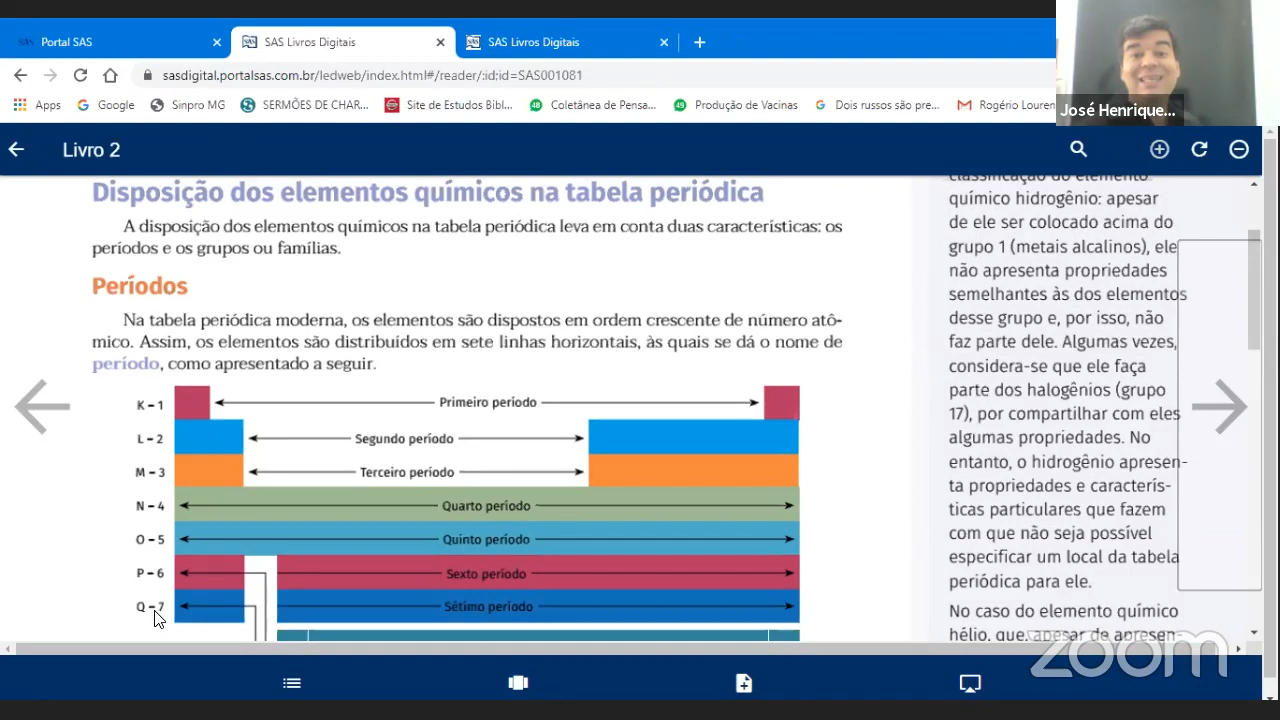 Portal SAS
SAS Livros Digitais
SAS Livros Digitais
sasdigital.portalsas.com.br/ledweb/index.html#/reader/:id:id=SAS001081
Apps
Google
Sinpro MG
SERMÕES DE CHAR...
Site de Estudos Bíbl...
Coletânea de Pensa...
Produção de Vacinas
Dois russos são pre...
Rogério Louren
José Henrique...
Livro 2
Disposição dos elementos químicos na tabela periódica
A disposição dos elementos químicos na tabela periódica leva em conta duas características: os
períodos e os grupos ou famílias.
Períodos
Na tabela periódica moderna, os elementos são dispostos em ordem crescente de número atô-
mico. Assim, os elementos são distribuídos em sete linhas horizontais, às quais se dá o nome de
período, como apresentado a seguir.
K – 1
Primeiro período
L – 2
Segundo período
M – 3
Terceiro período
N – 4
Quarto período
O – 5
Quinto período
P – 6
Sexto período
Q – 7
Sétimo período
classificação do elemento
químico hidrogênio: apesar
de ele ser colocado acima do
grupo 1 (metais alcalinos), ele
não apresenta propriedades
semelhantes às dos elementos
desse grupo e, por isso, não
faz parte dele. Algumas vezes,
considera-se que ele faça
parte dos halogênios (grupo
17), por compartilhar com eles
algumas propriedades. No
entanto, o hidrogênio apresen-
ta propriedades e caracterís-
ticas particulares que fazem
com que não seja possível
especificar um local da tabela
periódica para ele.
No caso do elemento químico
hélio, que, apesar de apresen-
zoom